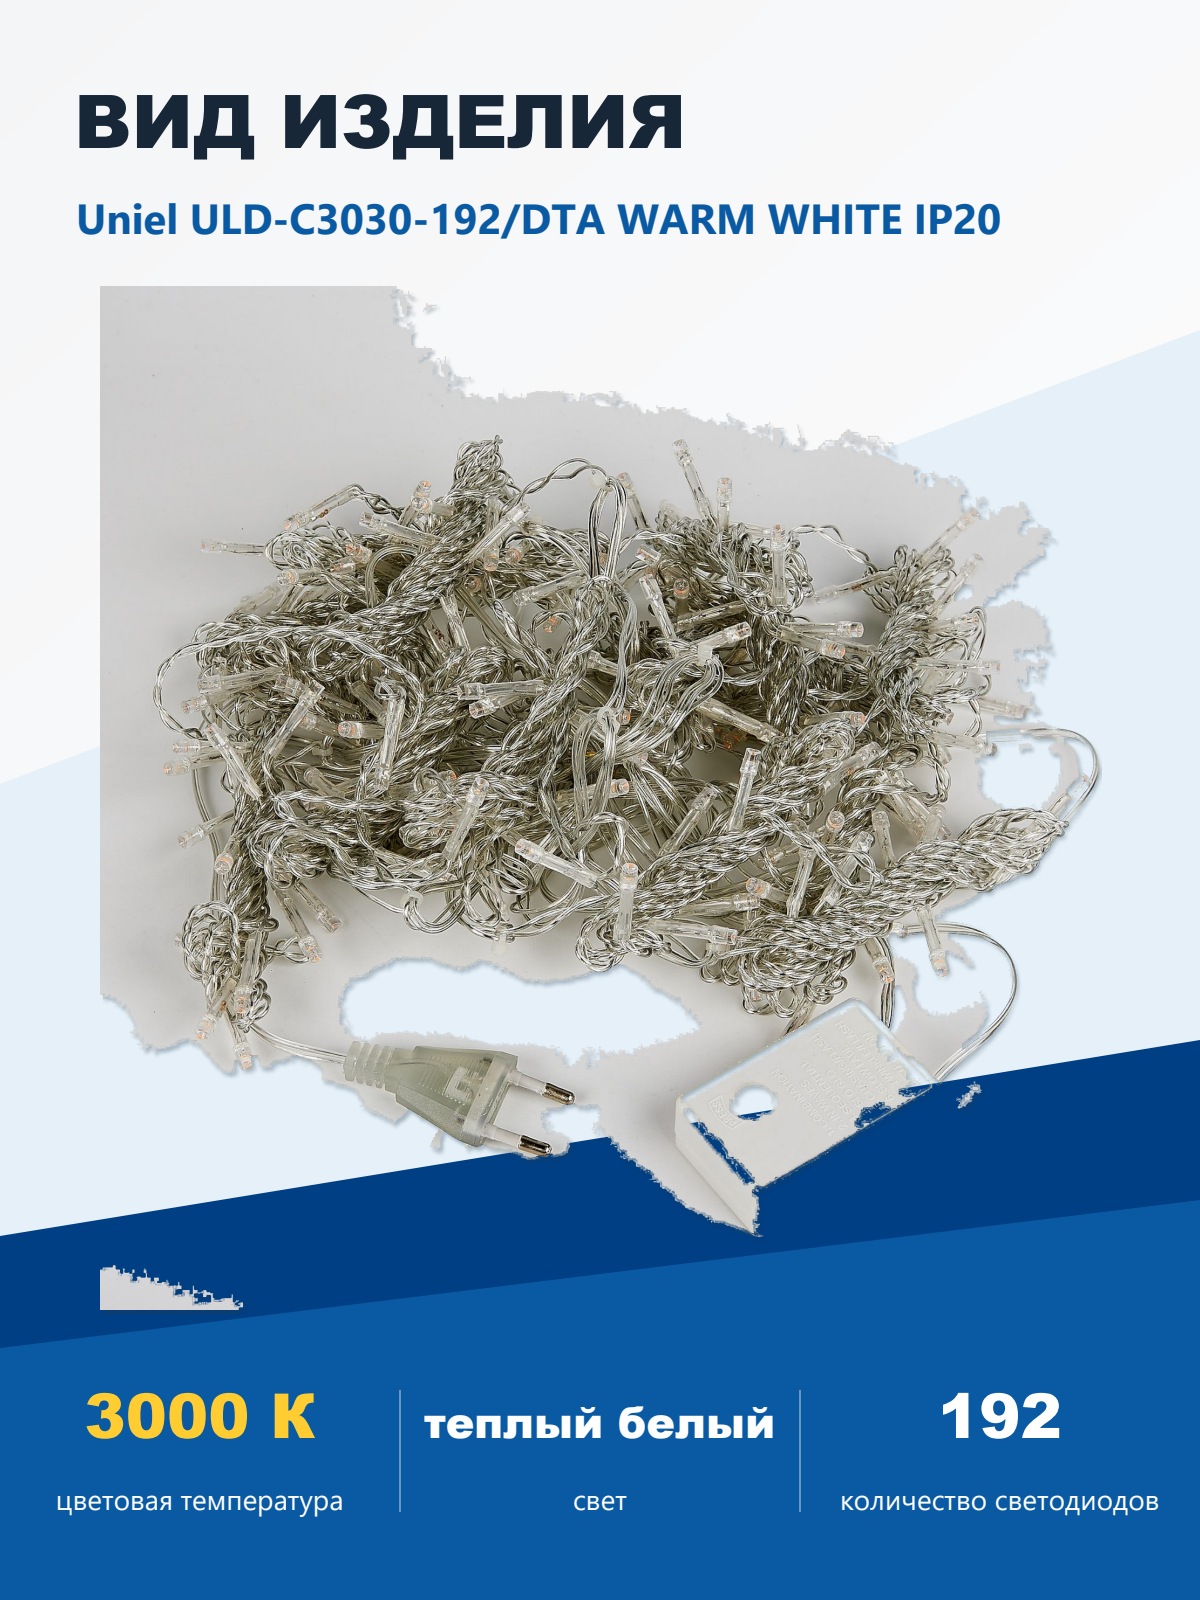 ВИД ИЗДЕЛИЯ
Uniel ULD-C3030-192/DTA WARM WHITE IP20
3000 К
цветовая температура
теплый белый
свет
192
количество светодиодов